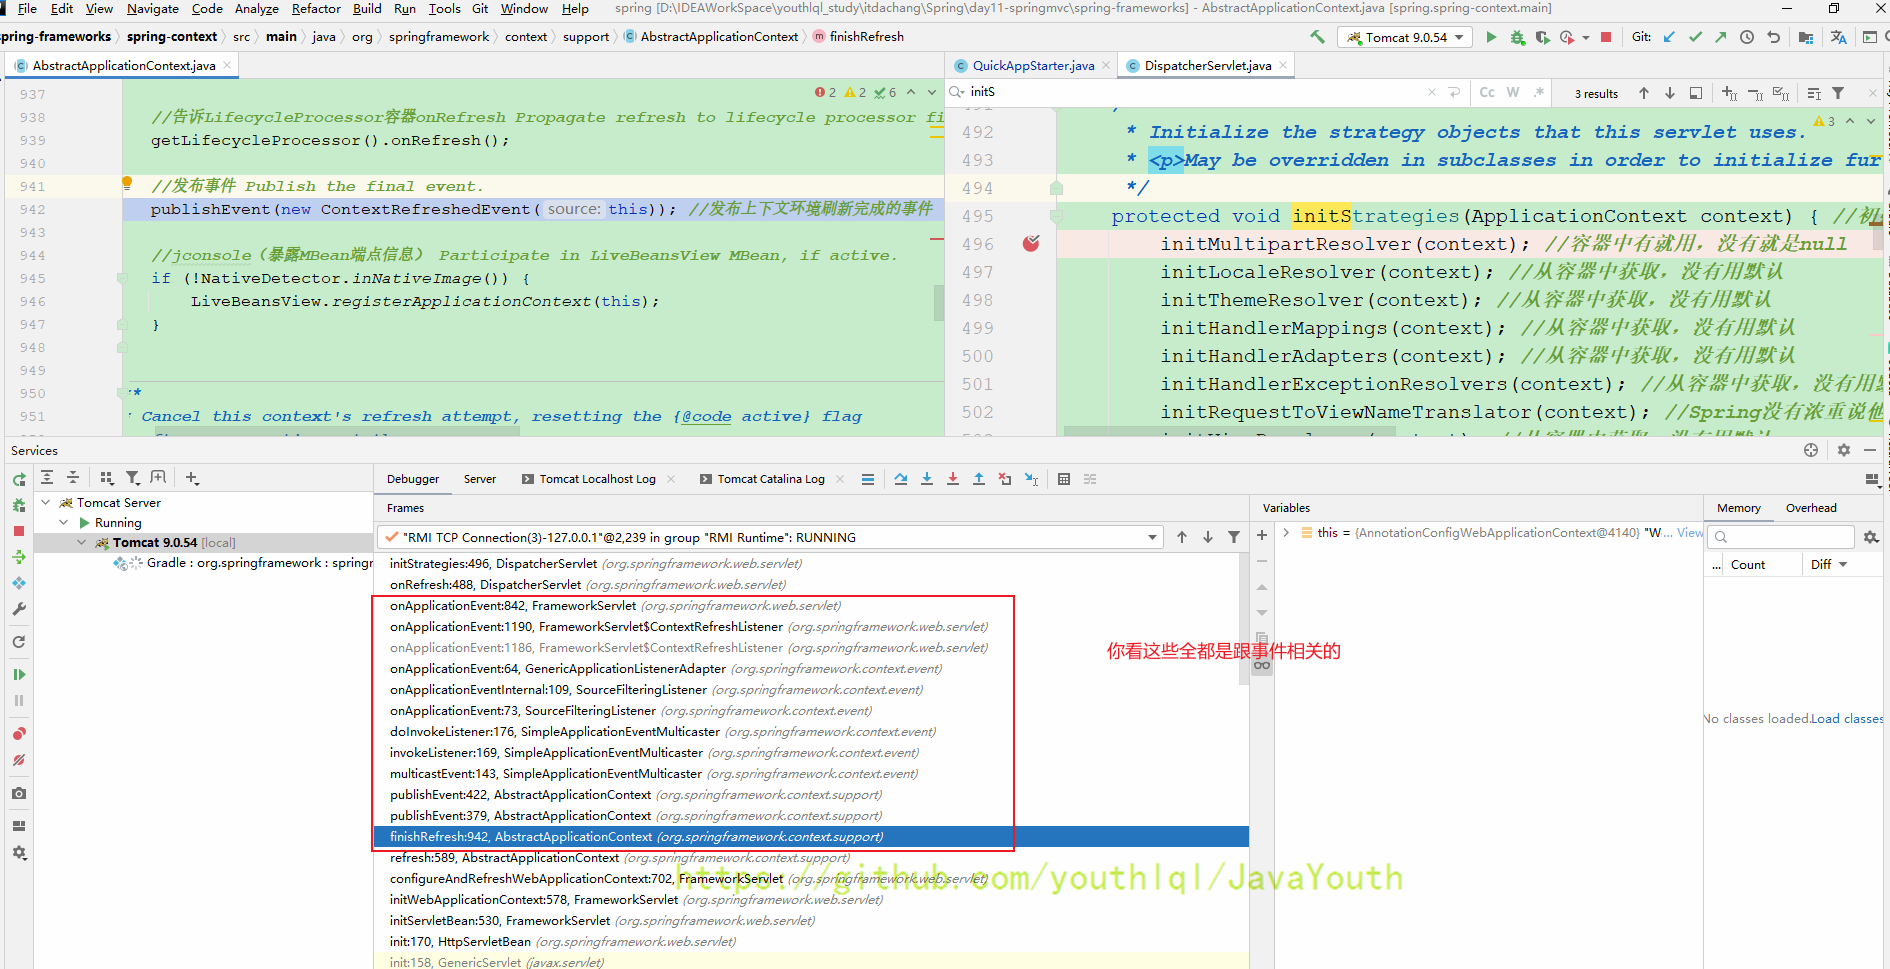 File Edit View Navigate Code Analyze Refactor Build Run Tools Git Window Help spring [D:\IDEAWorkSpace\youthlql_study\itdachang\Spring\day11-springmvc\spring-frameworks] - AbstractApplicationContext.java [spring.spring-context.main]
spring-frameworks spring-context src main java org springframework context support AbstractApplicationContext finishRefresh Tomcat 9.0.54 Git:
AbstractApplicationContext.java
937
938 //告诉LifecycleProcessor容器onRefresh Propagate refresh to lifecycle processor fi
939 getLifecycleProcessor().onRefresh();
940
941 //发布事件 Publish the final event.
942 publishEvent(new ContextRefreshedEvent( source: this)); //发布上下文环境刷新完成的事件
943
944 //jconsole（暴露MBean端点信息） Participate in LiveBeansView MBean, if active.
945 if (!NativeDetector.inNativeImage()) {
946 LiveBeansView.registerApplicationContext(this);
947 }
948
949
950 *
951 Cancel this context's refresh attempt, resetting the {@code active} flag
2 2 6
QuickAppStarter.java DispatcherServlet.java
initS Cc W .* 3 results
3
492 * Initialize the strategy objects that this servlet uses.
493 * <p>May be overridden in subclasses in order to initialize fur
494 */
495 protected void initStrategies(ApplicationContext context) { //初
496 initMultipartResolver(context); //容器中有就用，没有就是null
497 initLocaleResolver(context); //从容器中获取，没有用默认
498 initThemeResolver(context); //从容器中获取，没有用默认
499 initHandlerMappings(context); //从容器中获取，没有用默认
500 initHandlerAdapters(context); //从容器中获取，没有用默认
501 initHandlerExceptionResolvers(context); //从容器中获取，没有用默
502 initRequestToViewNameTranslator(context); //Spring没有浓重说他
Services
Tomcat Server
Running
Tomcat 9.0.54 [local]
Gradle : org.springframework : springr
Debugger Server Tomcat Localhost Log Tomcat Catalina Log
Frames
"RMI TCP Connection(3)-127.0.0.1"@2,239 in group "RMI Runtime": RUNNING
initStrategies:496, DispatcherServlet (org.springframework.web.servlet)
onRefresh:488, DispatcherServlet (org.springframework.web.servlet)
onApplicationEvent:842, FrameworkServlet (org.springframework.web.servlet)
onApplicationEvent:1190, FrameworkServlet$ContextRefreshListener (org.springframework.web.servlet)
onApplicationEvent:1186, FrameworkServlet$ContextRefreshListener (org.springframework.web.servlet)
onApplicationEvent:64, GenericApplicationListenerAdapter (org.springframework.context.event)
onApplicationEventInternal:109, SourceFilteringListener (org.springframework.context.event)
onApplicationEvent:73, SourceFilteringListener (org.springframework.context.event)
doInvokeListener:176, SimpleApplicationEventMulticaster (org.springframework.context.event)
invokeListener:169, SimpleApplicationEventMulticaster (org.springframework.context.event)
multicastEvent:143, SimpleApplicationEventMulticaster (org.springframework.context.event)
publishEvent:422, AbstractApplicationContext (org.springframework.context.support)
publishEvent:379, AbstractApplicationContext (org.springframework.context.support)
finishRefresh:942, AbstractApplicationContext (org.springframework.context.support)
refresh:589, AbstractApplicationContext (org.springframework.context.support)
configureAndRefreshWebApplicationContext:702, FrameworkServlet (org.springframework.web.servlet)
initWebApplicationContext:578, FrameworkServlet (org.springframework.web.servlet)
initServletBean:530, FrameworkServlet (org.springframework.web.servlet)
init:170, HttpServletBean (org.springframework.web.servlet)
init:158, GenericServlet (javax.servlet)
你看这些全都是跟事件相关的
https://github.com/youthlql/JavaYouth
Variables
this = {AnnotationConfigWebApplicationContext@4140} "W... View
Memory Overhead
... Count Diff
No classes loaded. Load classes